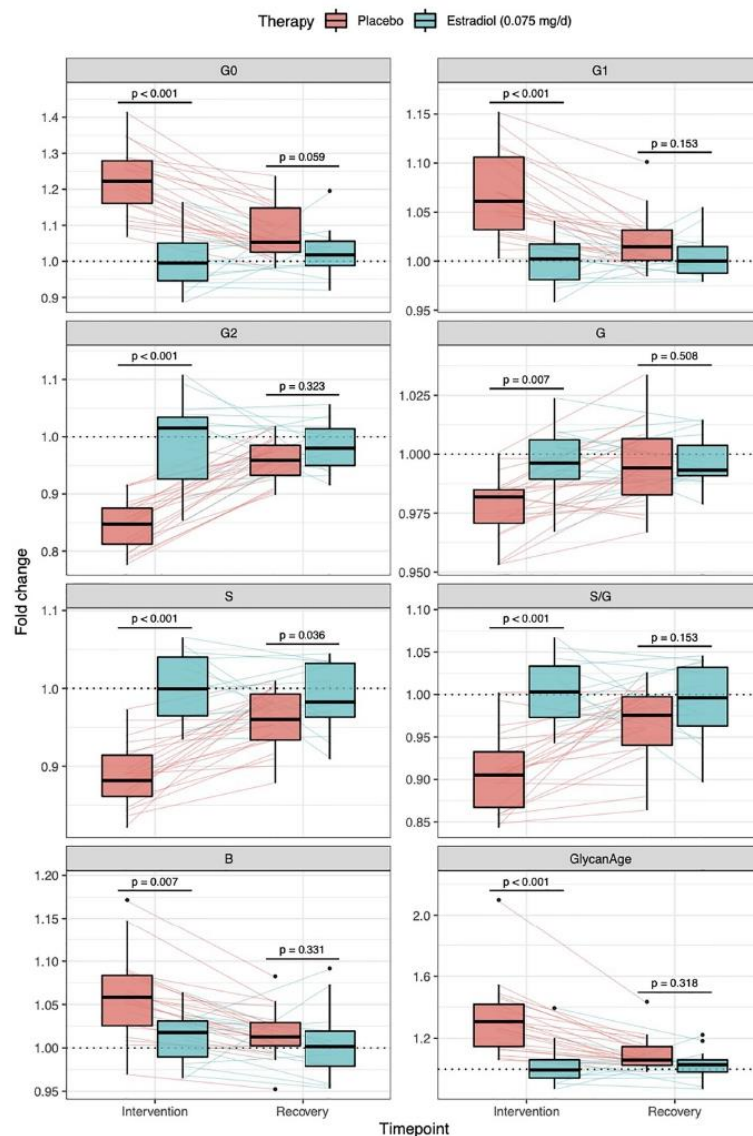 Therapy Placebo Estradiol (0.075 mg/d)
G0 G1
p < 0.001 p < 0.001
p = 0.059 p = 0.153
1.4
1.3
1.2
1.1
1.0
0.9
1.15
1.10
1.05
1.00
0.95
G2 G
p < 0.001 p = 0.007
p = 0.323 p = 0.508
1.1
1.0
0.9
0.8
1.025
1.000
0.975
0.950
S S/G
p < 0.001 p < 0.001
p = 0.036 p = 0.153
1.1
1.0
0.9
1.10
1.05
1.00
0.95
0.90
0.85
B GlycanAge
p = 0.007 p < 0.001
p = 0.331 p = 0.318
1.20
1.15
1.10
1.05
1.00
0.95
2.0
1.6
1.2
Fold change
Intervention Recovery Intervention Recovery
Timepoint